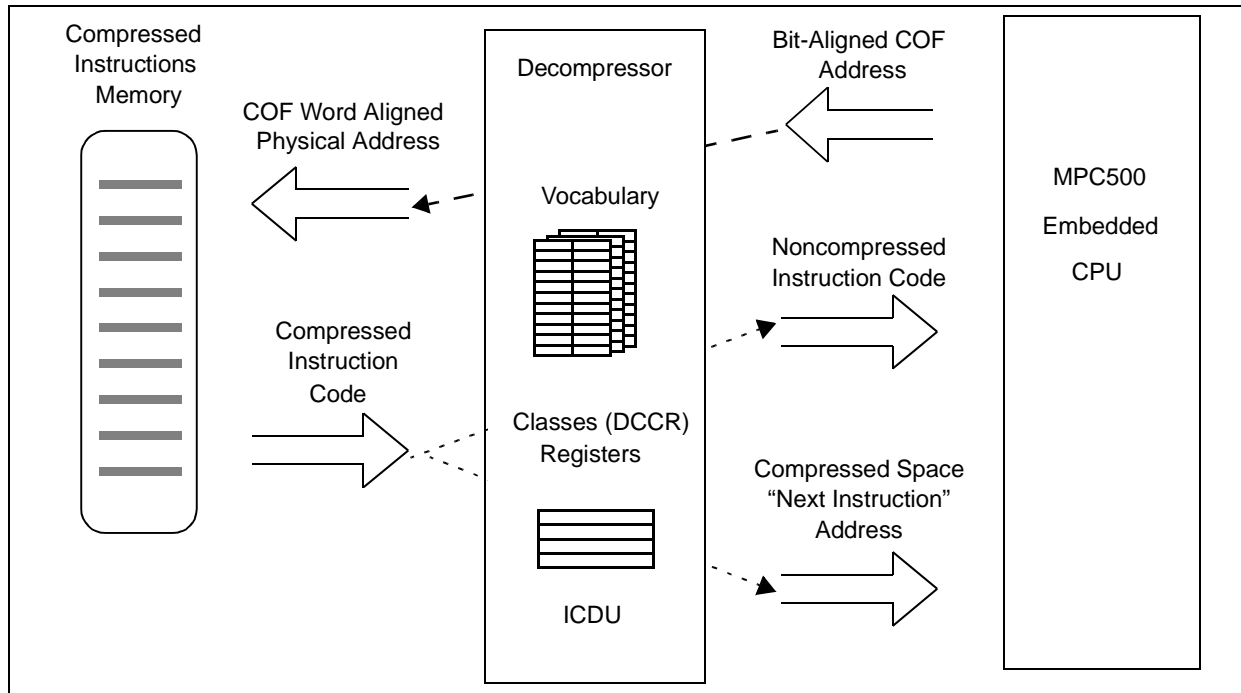 Compressed
Instructions
Memory
COF Word Aligned
Physical Address
Compressed
Instruction
Code
Decompressor
Vocabulary
Classes (DCCR)
Registers
ICDU
Bit-Aligned COF
Address
Noncompressed
Instruction Code
Compressed Space
“Next Instruction”
Address
MPC500
Embedded
CPU